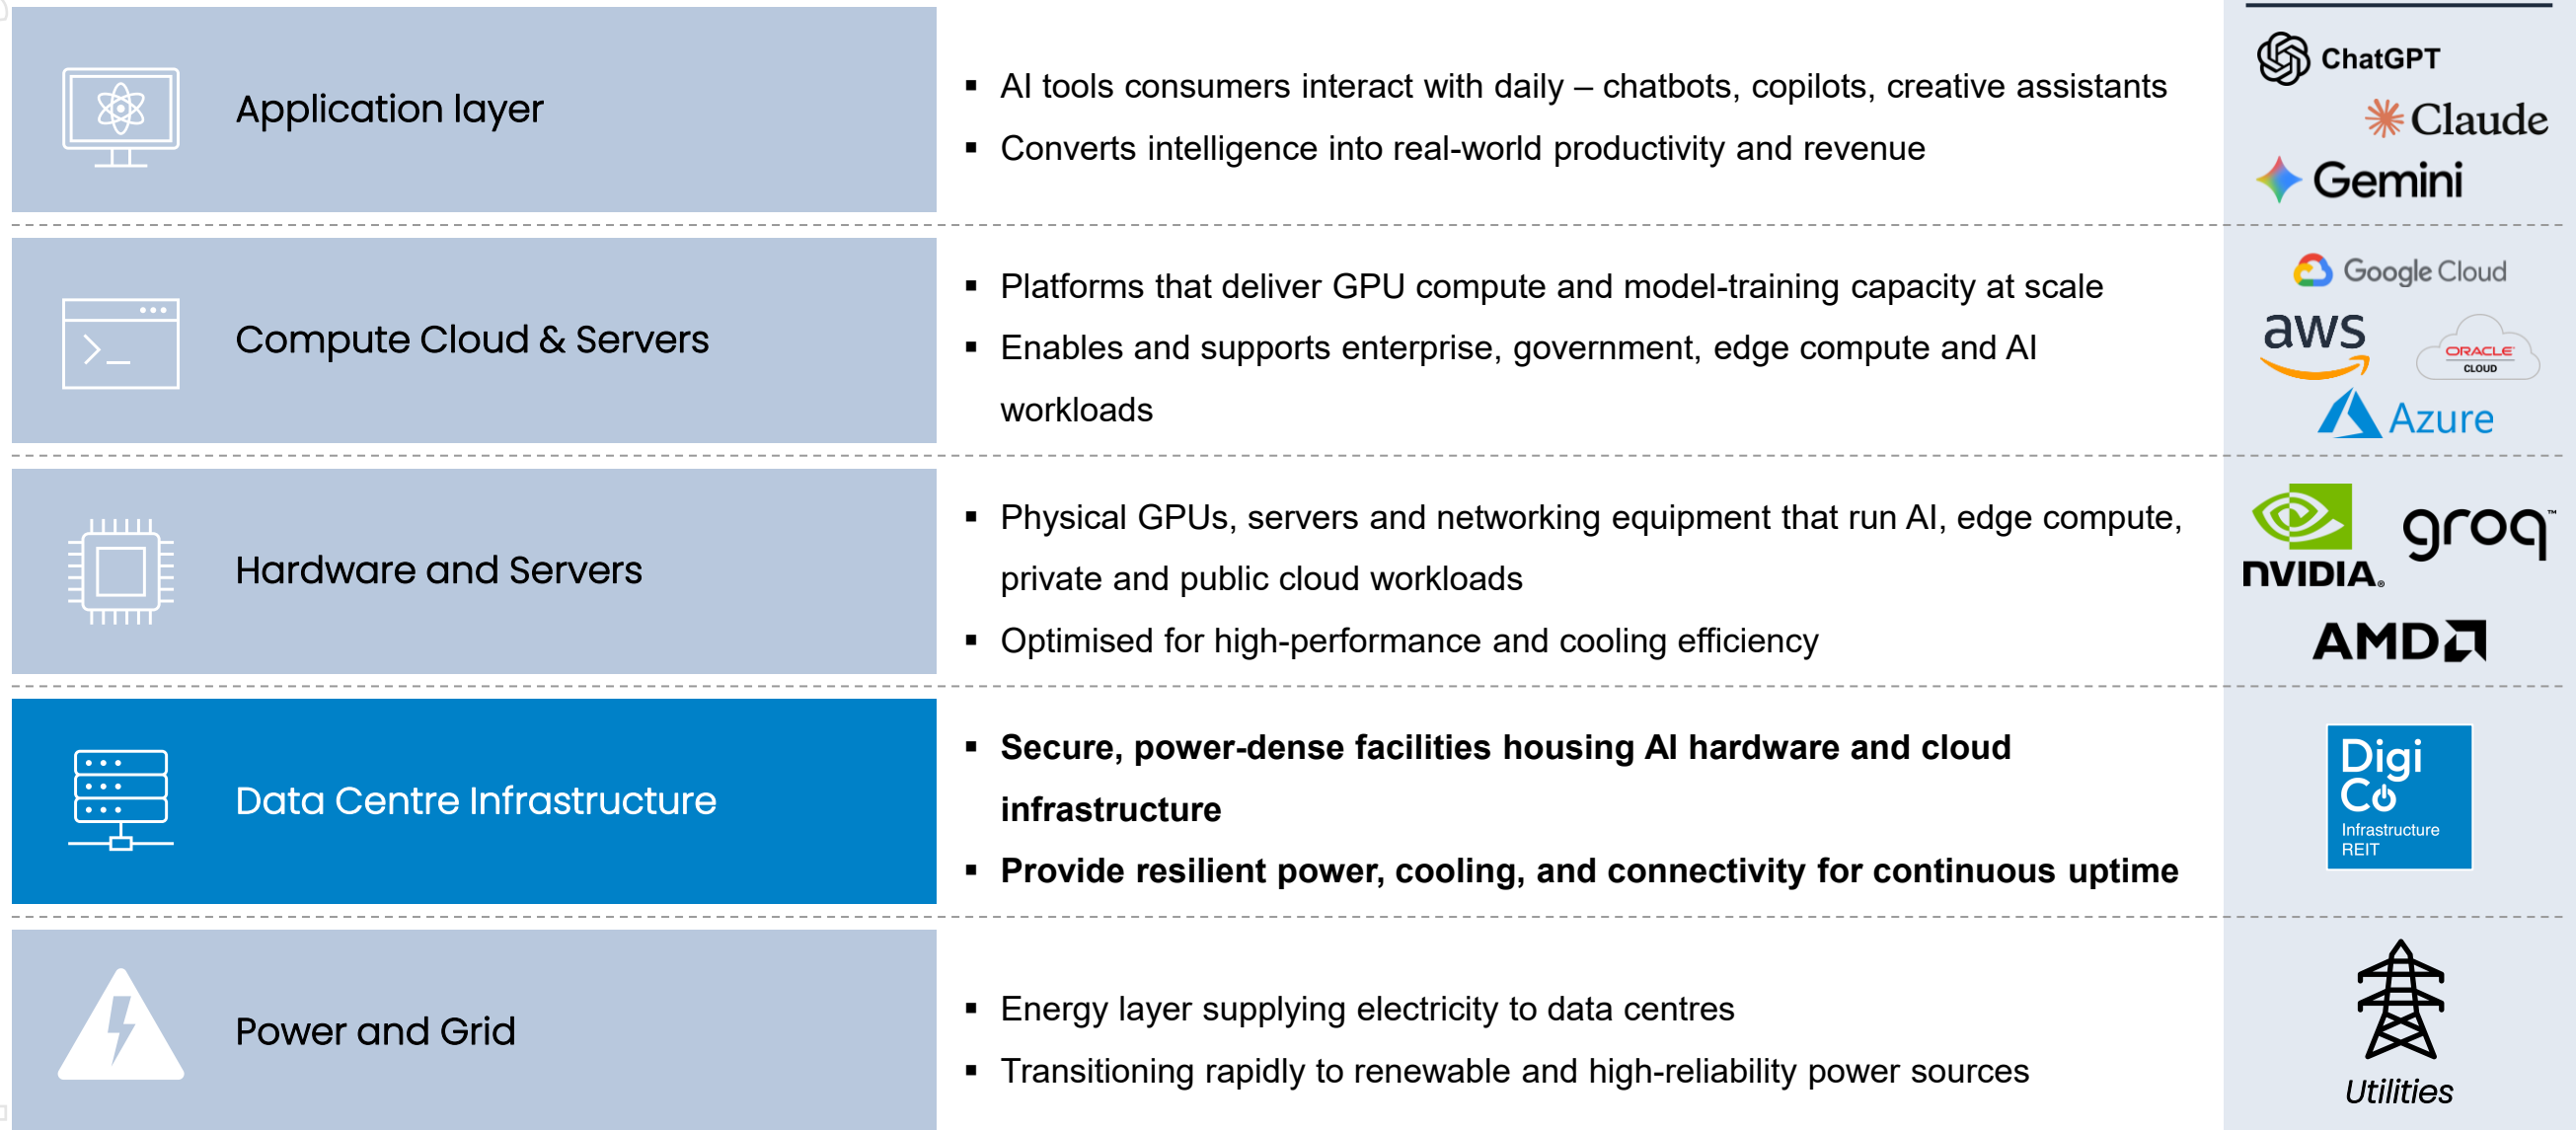 Application layer
▪ AI tools consumers interact with daily – chatbots, copilots, creative assistants
▪ Converts intelligence into real-world productivity and revenue
ChatGPT
Claude
Gemini
Compute Cloud & Servers
▪ Platforms that deliver GPU compute and model-training capacity at scale
▪ Enables and supports enterprise, government, edge compute and AI
workloads
Google Cloud
aws
ORACLE
CLOUD
Azure
Hardware and Servers
▪ Physical GPUs, servers and networking equipment that run AI, edge compute,
private and public cloud workloads
▪ Optimised for high-performance and cooling efficiency
NVIDIA®
groq™
AMD
Data Centre Infrastructure
▪ Secure, power-dense facilities housing AI hardware and cloud
infrastructure
▪ Provide resilient power, cooling, and connectivity for continuous uptime
Digi
Co
Infrastructure
REIT
Power and Grid
▪ Energy layer supplying electricity to data centres
▪ Transitioning rapidly to renewable and high-reliability power sources
Utilities